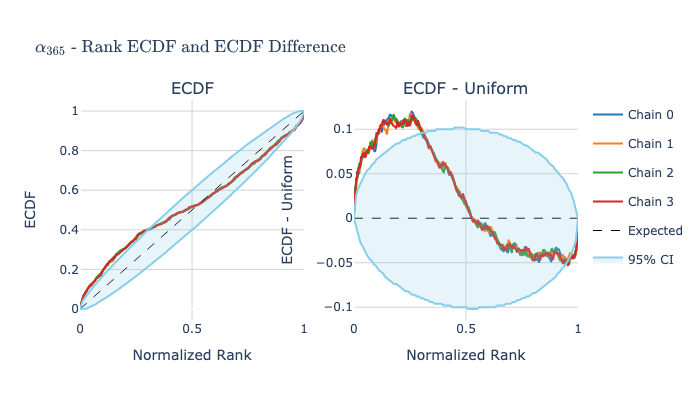 α365 - Rank ECDF and ECDF Difference
ECDF
ECDF - Uniform
ECDF
1
0.8
0.6
0.4
0.2
0
0
0.5
1
Normalized Rank
ECDF - Uniform
0.1
0.05
0
−0.05
−0.1
0
0.5
1
Normalized Rank
Chain 0
Chain 1
Chain 2
Chain 3
Expected
95% CI